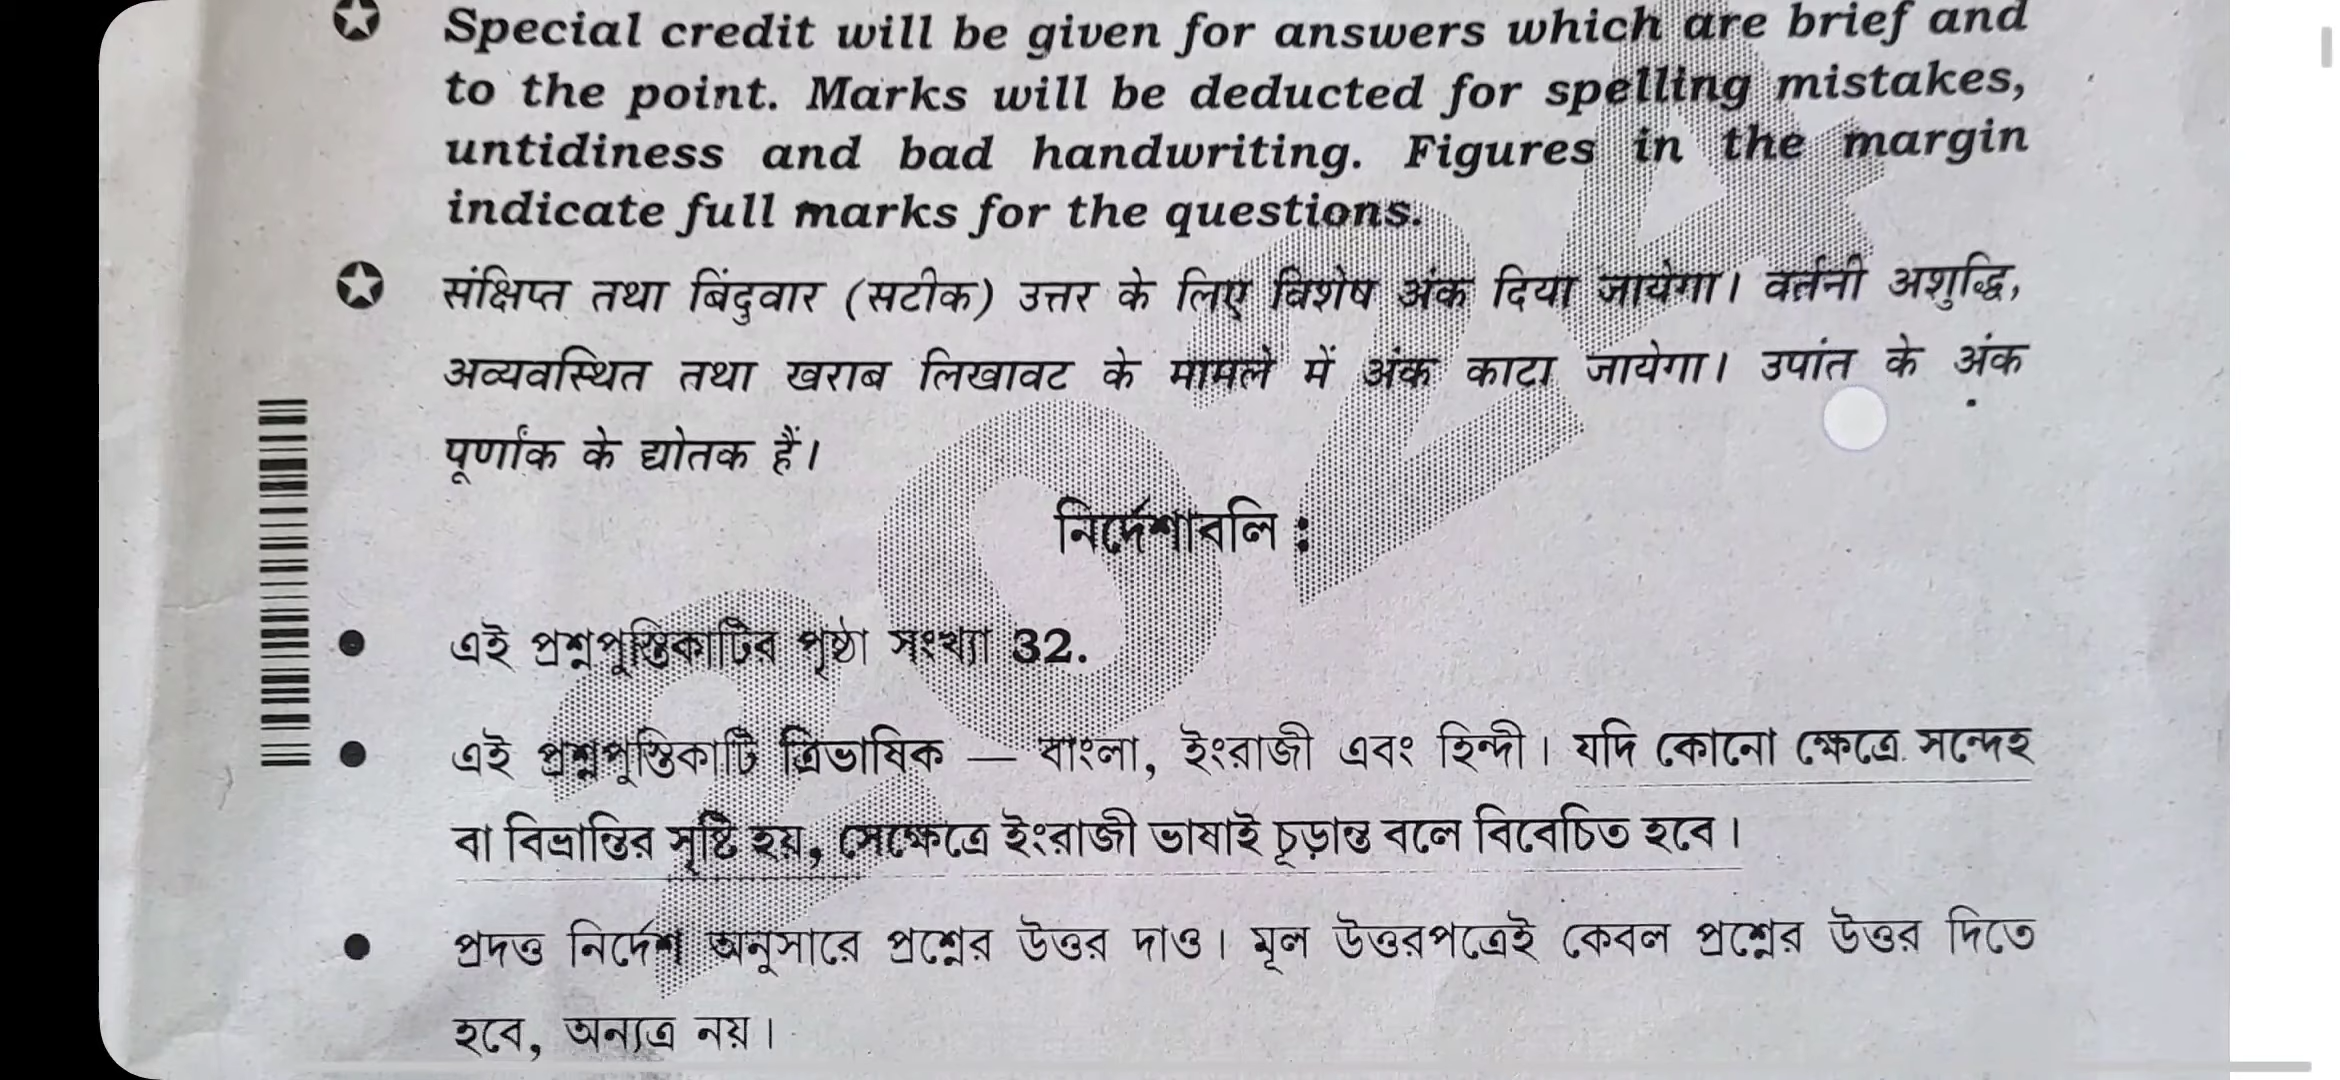 Special credit will be given for answers which are brief and
to the point. Marks will be deducted for spelling mistakes,
untidiness and bad handwriting. Figures in the margin
indicate full marks for the questions.
संक्षिप्त तथा बिंदुवार (सटीक) उत्तर के लिए विशेष अंक दिया जायेगा। वर्तनी अशुद्धि,
अव्यवस्थित तथा खराब लिखावट के मामले में अंक काटा जायेगा। उपांत के अंक
पूर्णांक के द्योतक हैं।
নির্দেশাবলি :
এই প্রশ্নপুস্তিকাটির পৃষ্ঠা সংখ্যা 32.
এই প্রশ্নপুস্তিকাটি ত্রিভাষিক — বাংলা, ইংরাজী এবং হিন্দী। যদি কোনো ক্ষেত্রে সন্দেহ
বা বিভ্রান্তির সৃষ্টি হয়, সেক্ষেত্রে ইংরাজী ভাষাই চূড়ান্ত বলে বিবেচিত হবে।
প্রদত্ত নির্দেশ অনুসারে প্রশ্নের উত্তর দাও। মূল উত্তরপত্রেই কেবল প্রশ্নের উত্তর দিতে
হবে, অন্যত্র নয়।